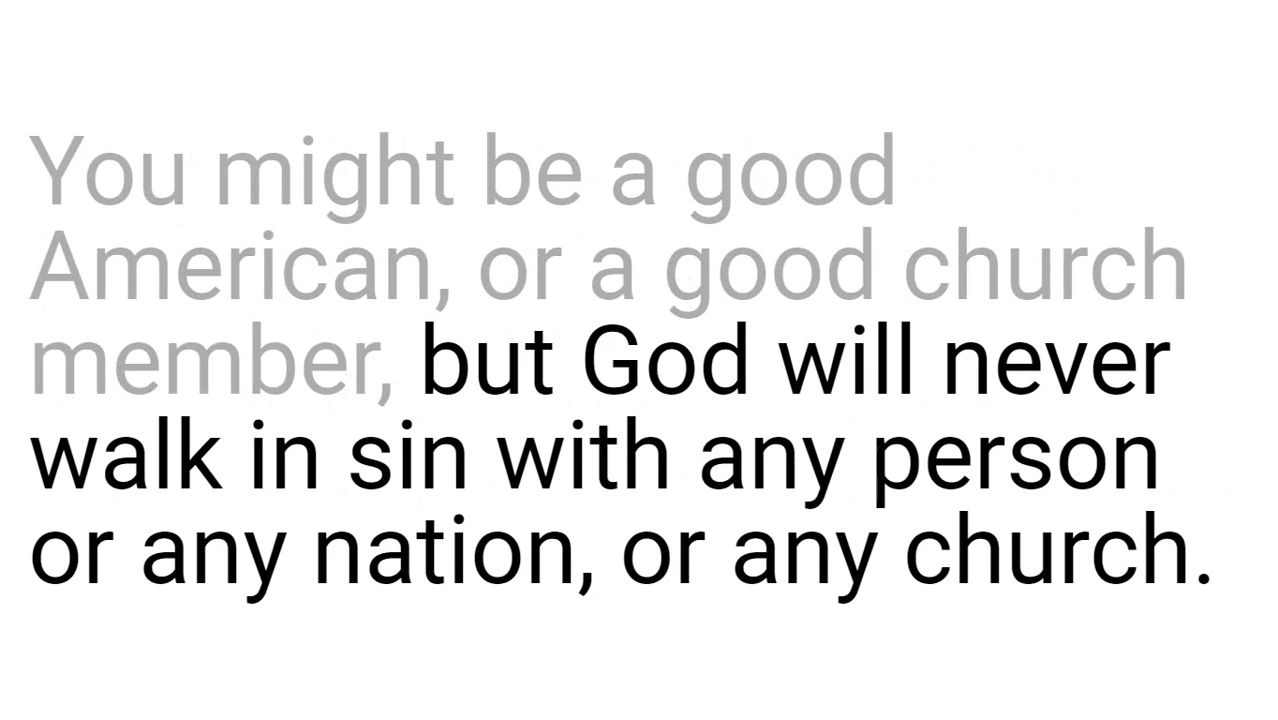 You might be a good
American, or a good church
member, but God will never
walk in sin with any person
or any nation, or any church.